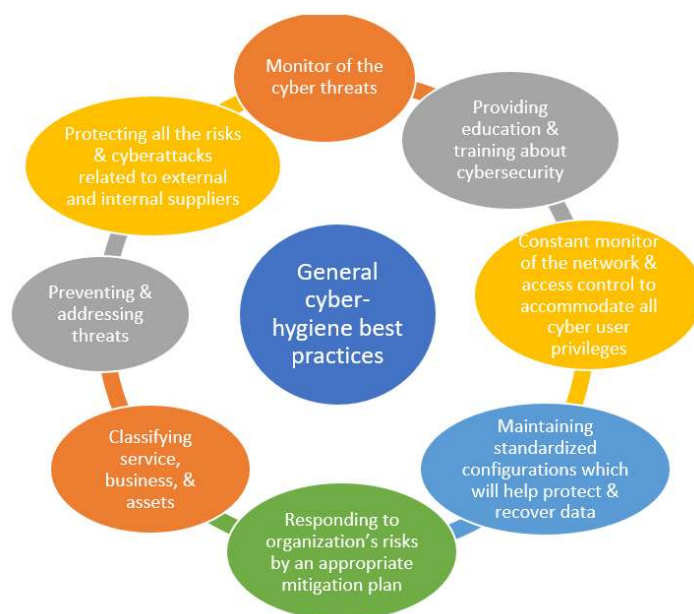 Monitor of the
cyber threats
Providing
education &
training about
cybersecurity
Constant monitor
of the network &
access control to
accommodate all
cyber user
privileges
Maintaining
standardized
configurations which
will help protect &
recover data
Responding to
organization's risks
by an appropriate
mitigation plan
Classifying
service,
business, &
assets
Preventing &
addressing
threats
Protecting all the risks
& cyberattacks
related to external
and internal suppliers
General
cyber-
hygiene best
practices